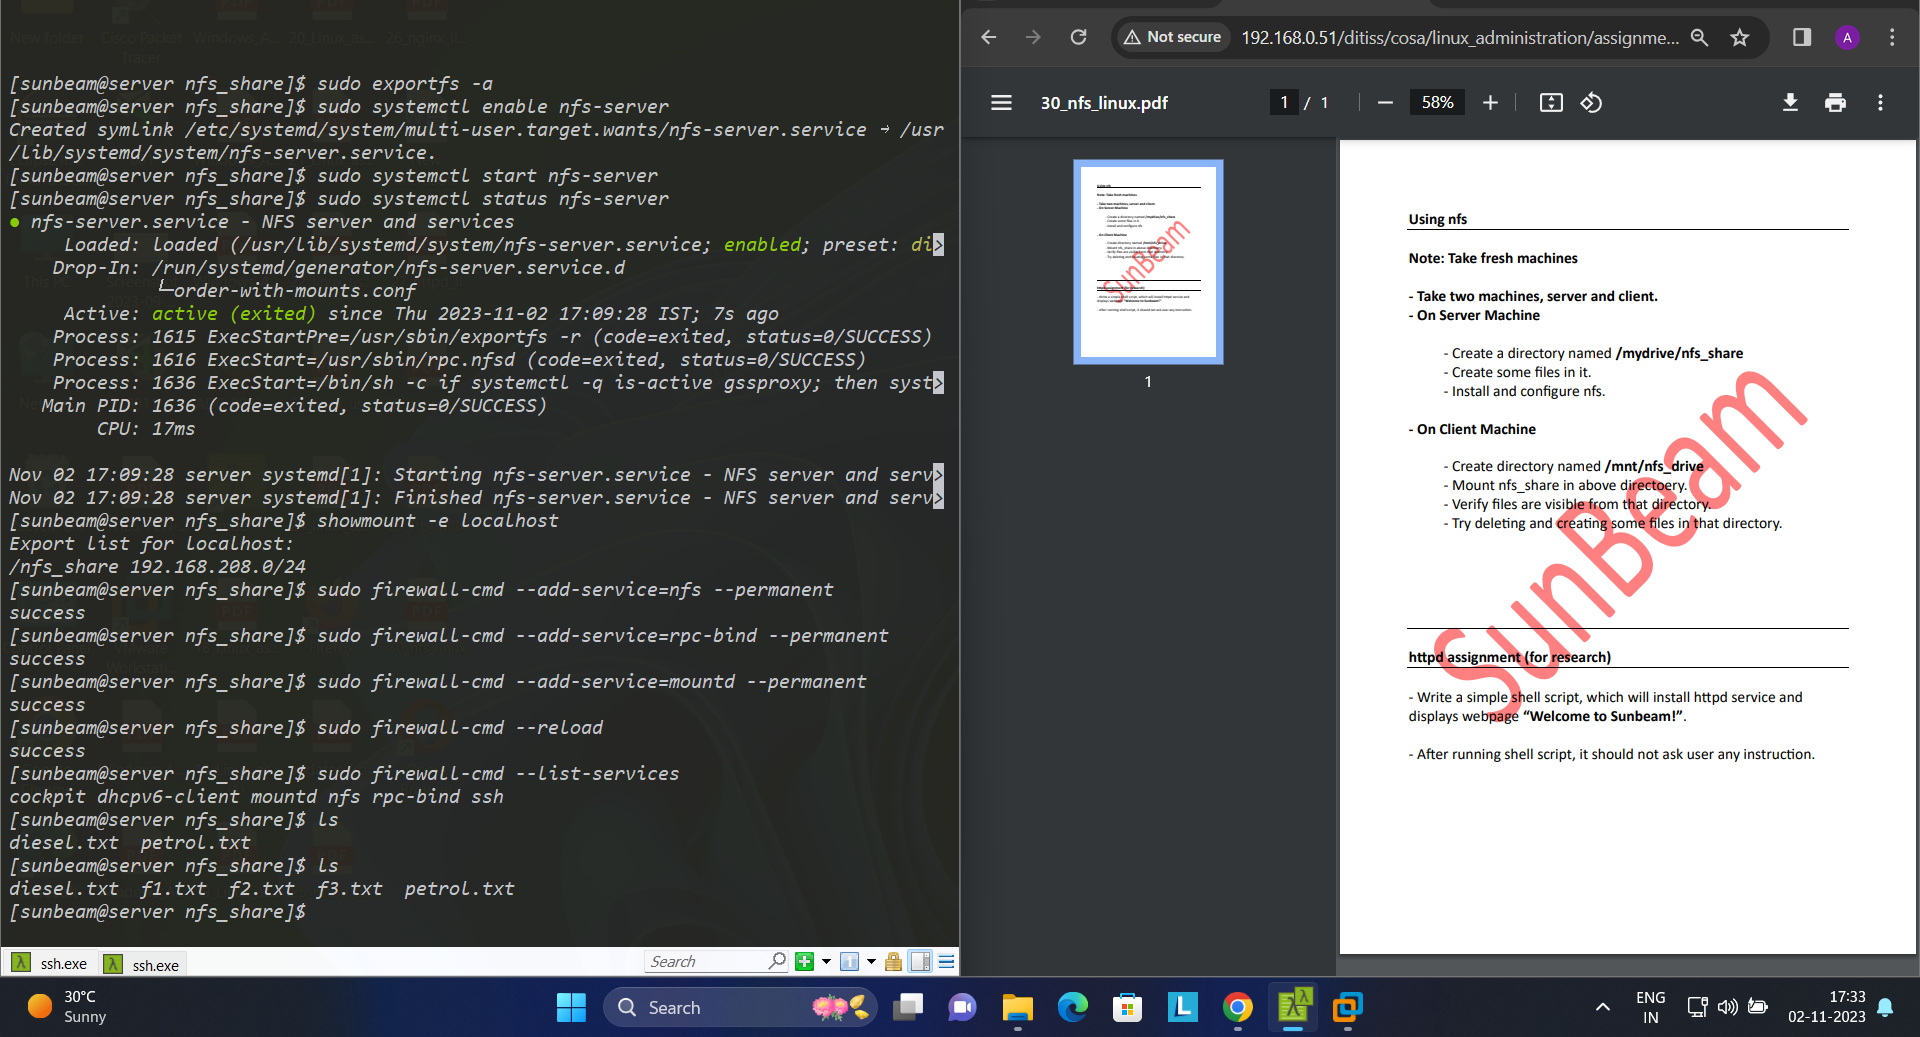 [sunbeam@server nfs_share]$ sudo exportfs -a
[sunbeam@server nfs_share]$ sudo systemctl enable nfs-server
Created symlink /etc/systemd/system/multi-user.target.wants/nfs-server.service → /usr
/lib/systemd/system/nfs-server.service.
[sunbeam@server nfs_share]$ sudo systemctl start nfs-server
[sunbeam@server nfs_share]$ sudo systemctl status nfs-server
● nfs-server.service - NFS server and services
Loaded: loaded (/usr/lib/systemd/system/nfs-server.service; enabled; preset: di>
Drop-In: /run/systemd/generator/nfs-server.service.d
└─order-with-mounts.conf
Active: active (exited) since Thu 2023-11-02 17:09:28 IST; 7s ago
Process: 1615 ExecStartPre=/usr/sbin/exportfs -r (code=exited, status=0/SUCCESS)
Process: 1616 ExecStart=/usr/sbin/rpc.nfsd (code=exited, status=0/SUCCESS)
Process: 1636 ExecStart=/bin/sh -c if systemctl -q is-active gssproxy; then syst>
Main PID: 1636 (code=exited, status=0/SUCCESS)
CPU: 17ms
Nov 02 17:09:28 server systemd[1]: Starting nfs-server.service - NFS server and serv>
Nov 02 17:09:28 server systemd[1]: Finished nfs-server.service - NFS server and serv>
[sunbeam@server nfs_share]$ showmount -e localhost
Export list for localhost:
/nfs_share 192.168.208.0/24
[sunbeam@server nfs_share]$ sudo firewall-cmd --add-service=nfs --permanent
success
[sunbeam@server nfs_share]$ sudo firewall-cmd --add-service=rpc-bind --permanent
success
[sunbeam@server nfs_share]$ sudo firewall-cmd --add-service=mountd --permanent
success
[sunbeam@server nfs_share]$ sudo firewall-cmd --reload
success
[sunbeam@server nfs_share]$ sudo firewall-cmd --list-services
cockpit dhcpv6-client mountd nfs rpc-bind ssh
[sunbeam@server nfs_share]$ ls
diesel.txt petrol.txt
[sunbeam@server nfs_share]$ ls
diesel.txt f1.txt f2.txt f3.txt petrol.txt
[sunbeam@server nfs_share]$
ssh.exe
ssh.exe
Search
Not secure
192.168.0.51/ditiss/cosa/linux_administration/assignme...
A
30_nfs_linux.pdf
1 / 1
58%
1
Using nfs
Note: Take fresh machines
- Take two machines, server and client.
- On Server Machine
- Create a directory named /mydrive/nfs_share
- Create some files in it.
- Install and configure nfs.
- On Client Machine
- Create directory named /mnt/nfs_drive
- Mount nfs_share in above directoery.
- Verify files are visible from that directory.
- Try deleting and creating some files in that directory.
httpd assignment (for research)
- Write a simple shell script, which will install httpd service and
displays webpage “Welcome to Sunbeam!”.
- After running shell script, it should not ask user any instruction.
SunBeam
30°C
Sunny
Search
ENG
IN
17:33
02-11-2023